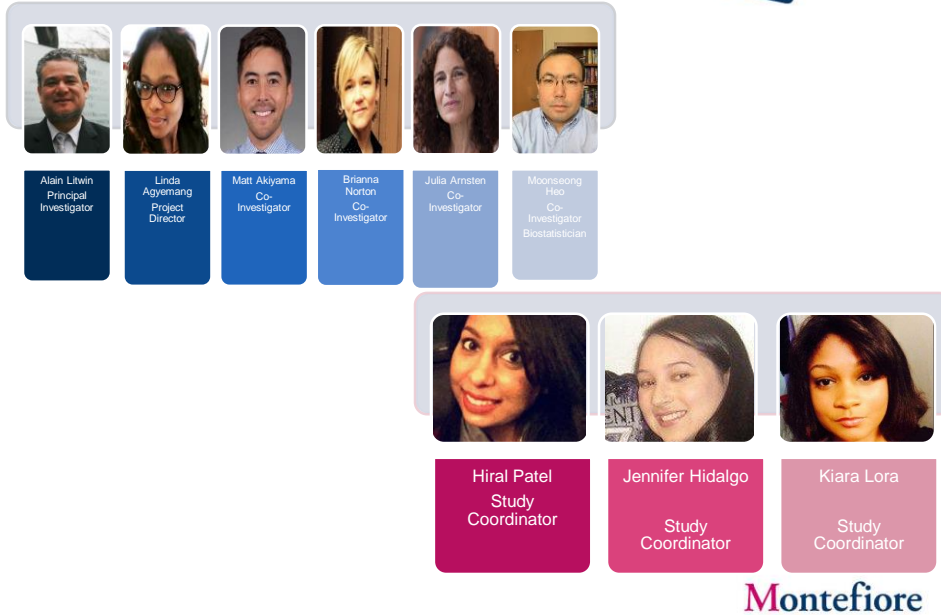 Alain Litwin
Principal
Investigator
Linda
Agyemang
Project
Director
Matt Akiyama
Co-
Investigator
Brianna
Norton
Co-
Investigator
Julia Arnsten
Co-
Investigator
Moonseong
Heo
Co-
Investigator
Biostatistician
Hiral Patel
Study
Coordinator
Jennifer Hidalgo
Study
Coordinator
Kiara Lora
Study
Coordinator
Montefiore